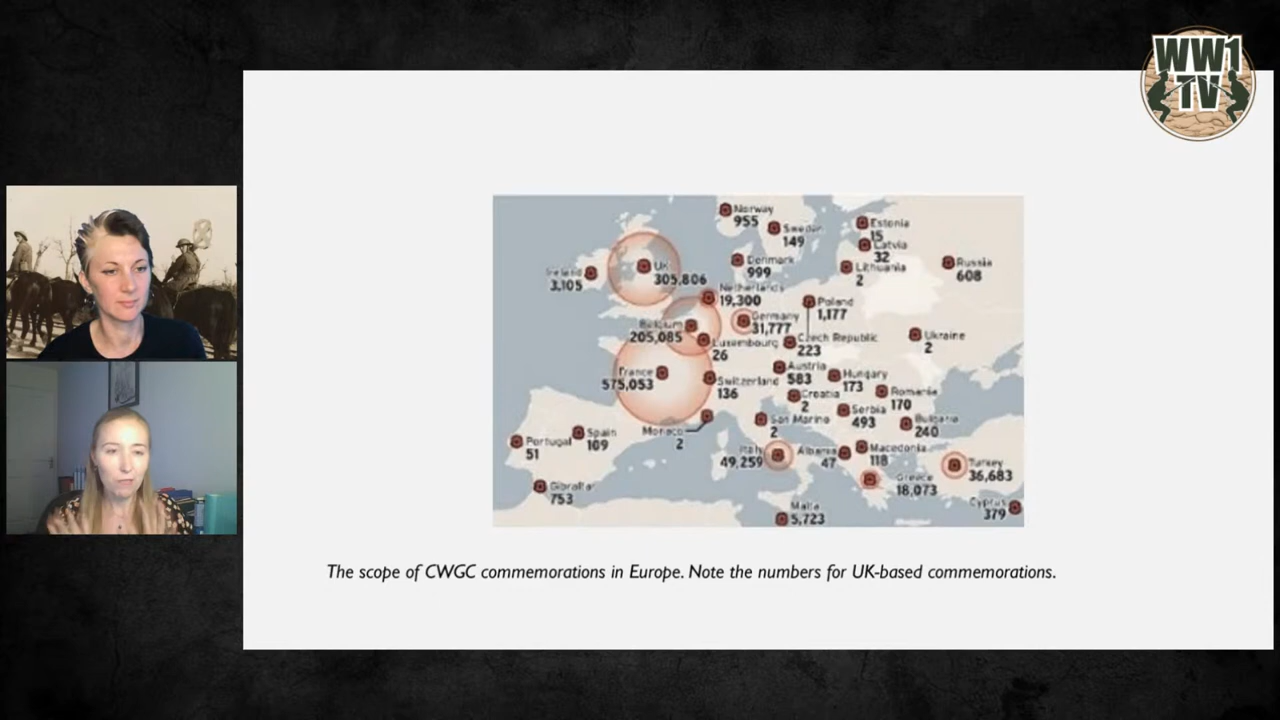 WW1
TV
Norway
955
Sweden
149
Estonia
15
Latvia
32
Lithuania
2
Russia
608
Denmark
999
Ireland
3,105
UK
305,806
Netherlands
19,300
Poland
1,177
Germany
31,777
Belgium
205,085
Luxembourg
26
Czech Republic
223
Ukraine
2
France
575,053
Switzerland
136
Austria
583
Hungary
173
Croatia
2
Romania
170
Serbia
493
Bulgaria
240
San Marino
2
Monaco
2
Portugal
51
Spain
109
Italy
49,259
Albania
47
Macedonia
118
Turkey
36,683
Greece
18,073
Gibraltar
753
Malta
5,723
Cyprus
379
The scope of CWGC commemorations in Europe. Note the numbers for UK-based commemorations.